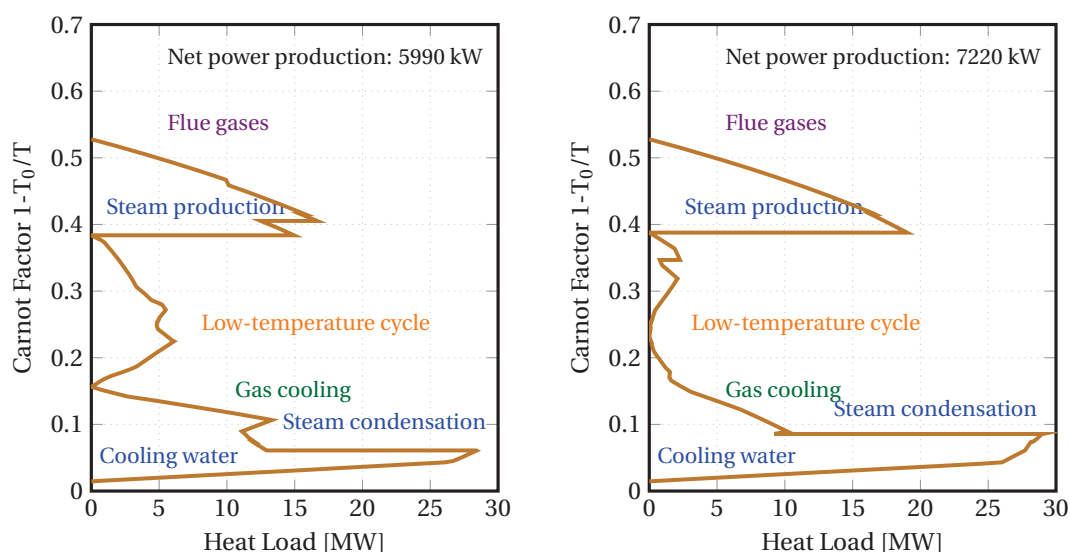 Net power production: 5990 kW
Flue gases
Steam production
Low-temperature cycle
Gas cooling
Steam condensation
Cooling water
0.7
0.6
0.5
0.4
0.3
0.2
0.1
0
0 5 10 15 20 25 30
Carnot Factor 1-T₀/T
Heat Load [MW]
Net power production: 7220 kW
Flue gases
Steam production
Low-temperature cycle
Gas cooling
Steam condensation
Cooling water
0.7
0.6
0.5
0.4
0.3
0.2
0.1
0
0 5 10 15 20 25 30
Carnot Factor 1-T₀/T
Heat Load [MW]